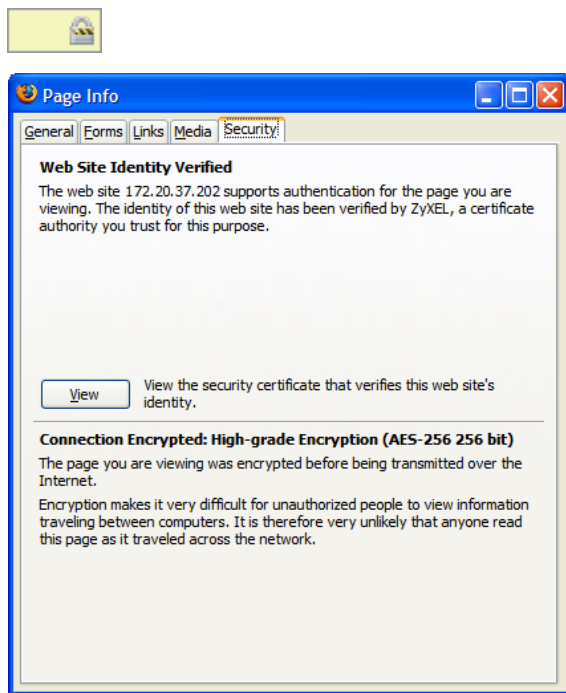 Page Info
General Forms Links Media Security
Web Site Identity Verified
The web site 172.20.37.202 supports authentication for the page you are
viewing. The identity of this web site has been verified by ZyXEL, a certificate
authority you trust for this purpose.
View
View the security certificate that verifies this web site's
identity.
Connection Encrypted: High-grade Encryption (AES-256 256 bit)
The page you are viewing was encrypted before being transmitted over the
Internet.
Encryption makes it very difficult for unauthorized people to view information
traveling between computers. It is therefore very unlikely that anyone read
this page as it traveled across the network.